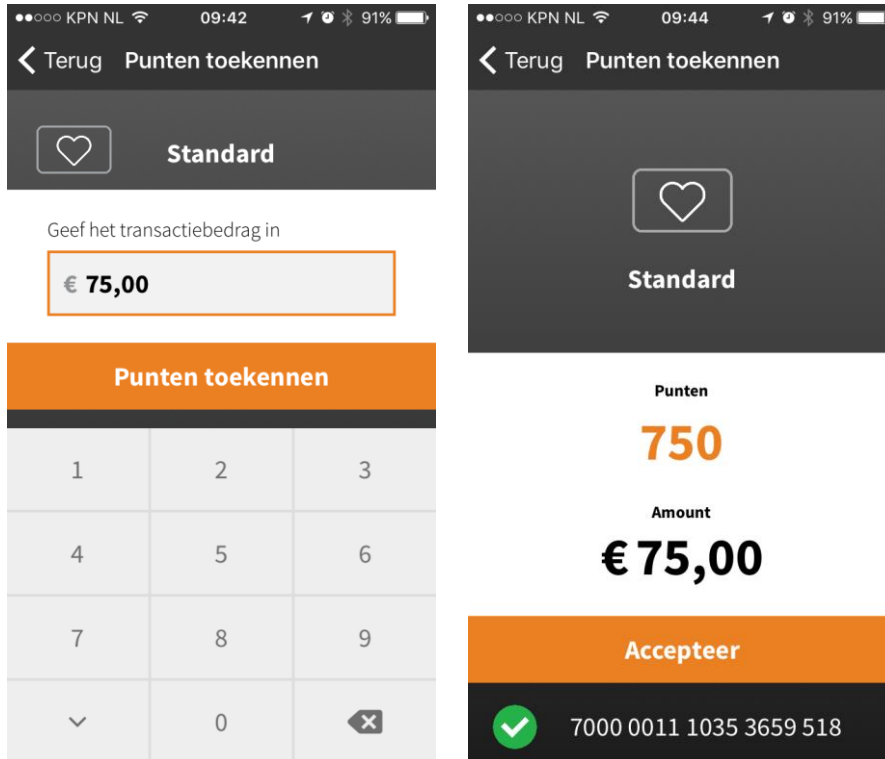 KPN NL 09:42 91%
Terug Punten toekennen
Standard
Geef het transactiebedrag in
€ 75,00
Punten toekennen
1 2 3
4 5 6
7 8 9
0
KPN NL 09:44 91%
Terug Punten toekennen
Standard
Punten
750
Amount
€ 75,00
Accepteer
7000 0011 1035 3659 518